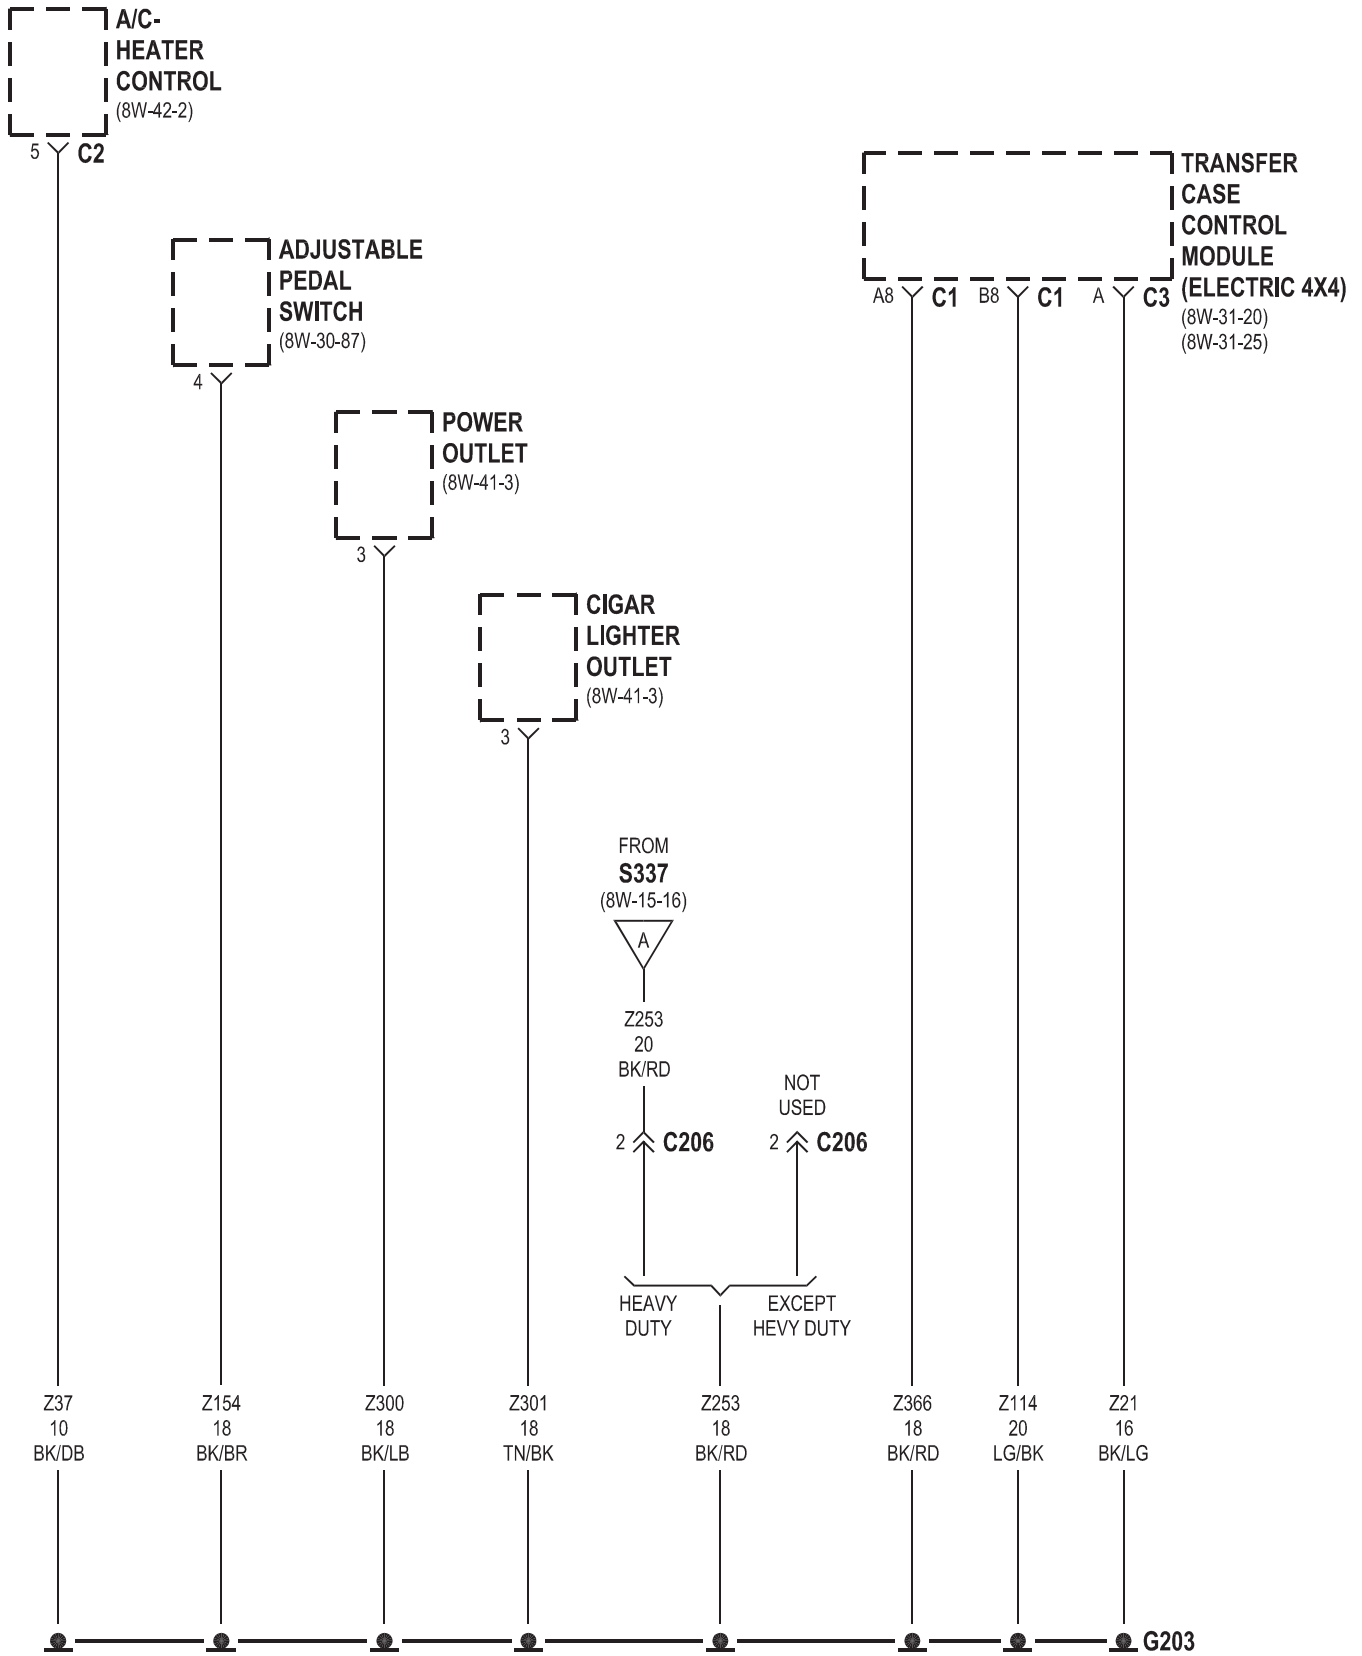 A/C-
HEATER
CONTROL
(8W-42-2)
5
C2
TRANSFER
CASE
CONTROL
MODULE
(ELECTRIC 4X4)
(8W-31-20)
(8W-31-25)
A8
C1
B8
C1
A
C3
ADJUSTABLE
PEDAL
SWITCH
(8W-30-87)
4
POWER
OUTLET
(8W-41-3)
3
CIGAR
LIGHTER
OUTLET
(8W-41-3)
3
FROM
S337
(8W-15-16)
A
Z253
20
BK/RD
2
C206
NOT
USED
2
C206
HEAVY
DUTY
EXCEPT
HEVY DUTY
Z37
10
BK/DB
Z154
18
BK/BR
Z300
18
BK/LB
Z301
18
TN/BK
Z253
18
BK/RD
Z366
18
BK/RD
Z114
20
LG/BK
Z21
16
BK/LG
G203